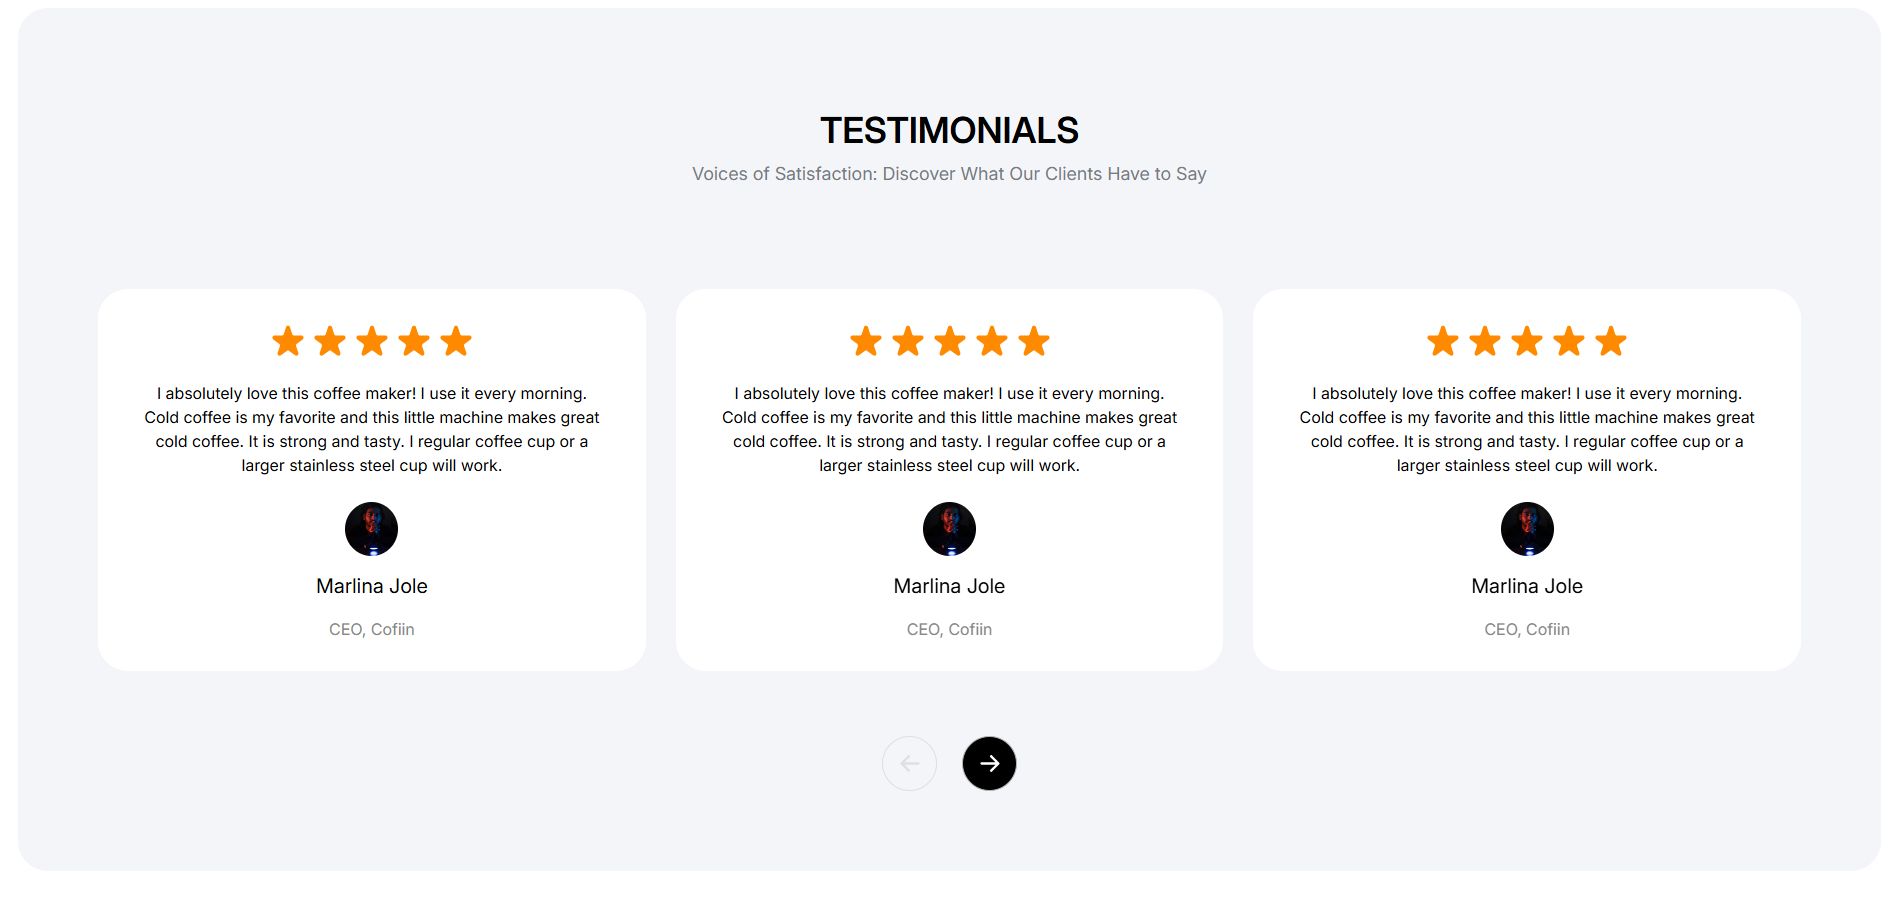 TESTIMONIALS
Voices of Satisfaction: Discover What Our Clients Have to Say
I absolutely love this coffee maker! I use it every morning.
Cold coffee is my favorite and this little machine makes great
cold coffee. It is strong and tasty. I regular coffee cup or a
larger stainless steel cup will work.
Marlina Jole
CEO, Cofiin
I absolutely love this coffee maker! I use it every morning.
Cold coffee is my favorite and this little machine makes great
cold coffee. It is strong and tasty. I regular coffee cup or a
larger stainless steel cup will work.
Marlina Jole
CEO, Cofiin
I absolutely love this coffee maker! I use it every morning.
Cold coffee is my favorite and this little machine makes great
cold coffee. It is strong and tasty. I regular coffee cup or a
larger stainless steel cup will work.
Marlina Jole
CEO, Cofiin